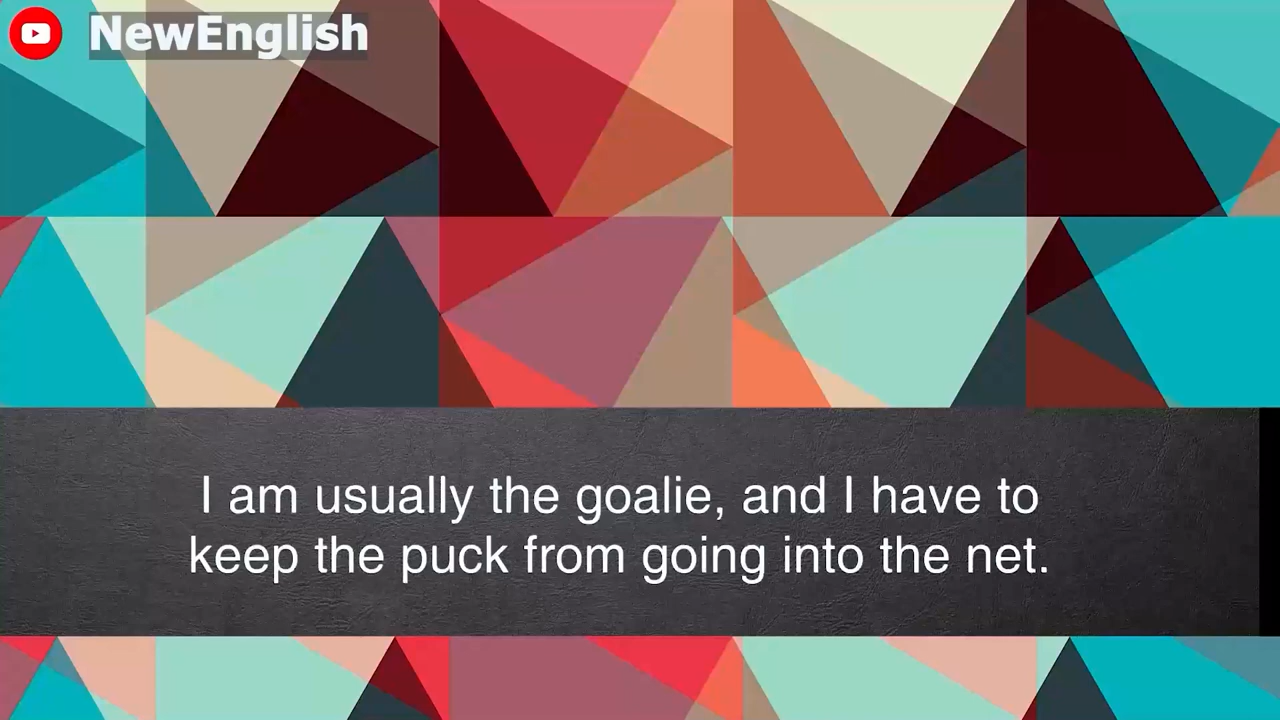 NewEnglish
I am usually the goalie, and I have to
keep the puck from going into the net.